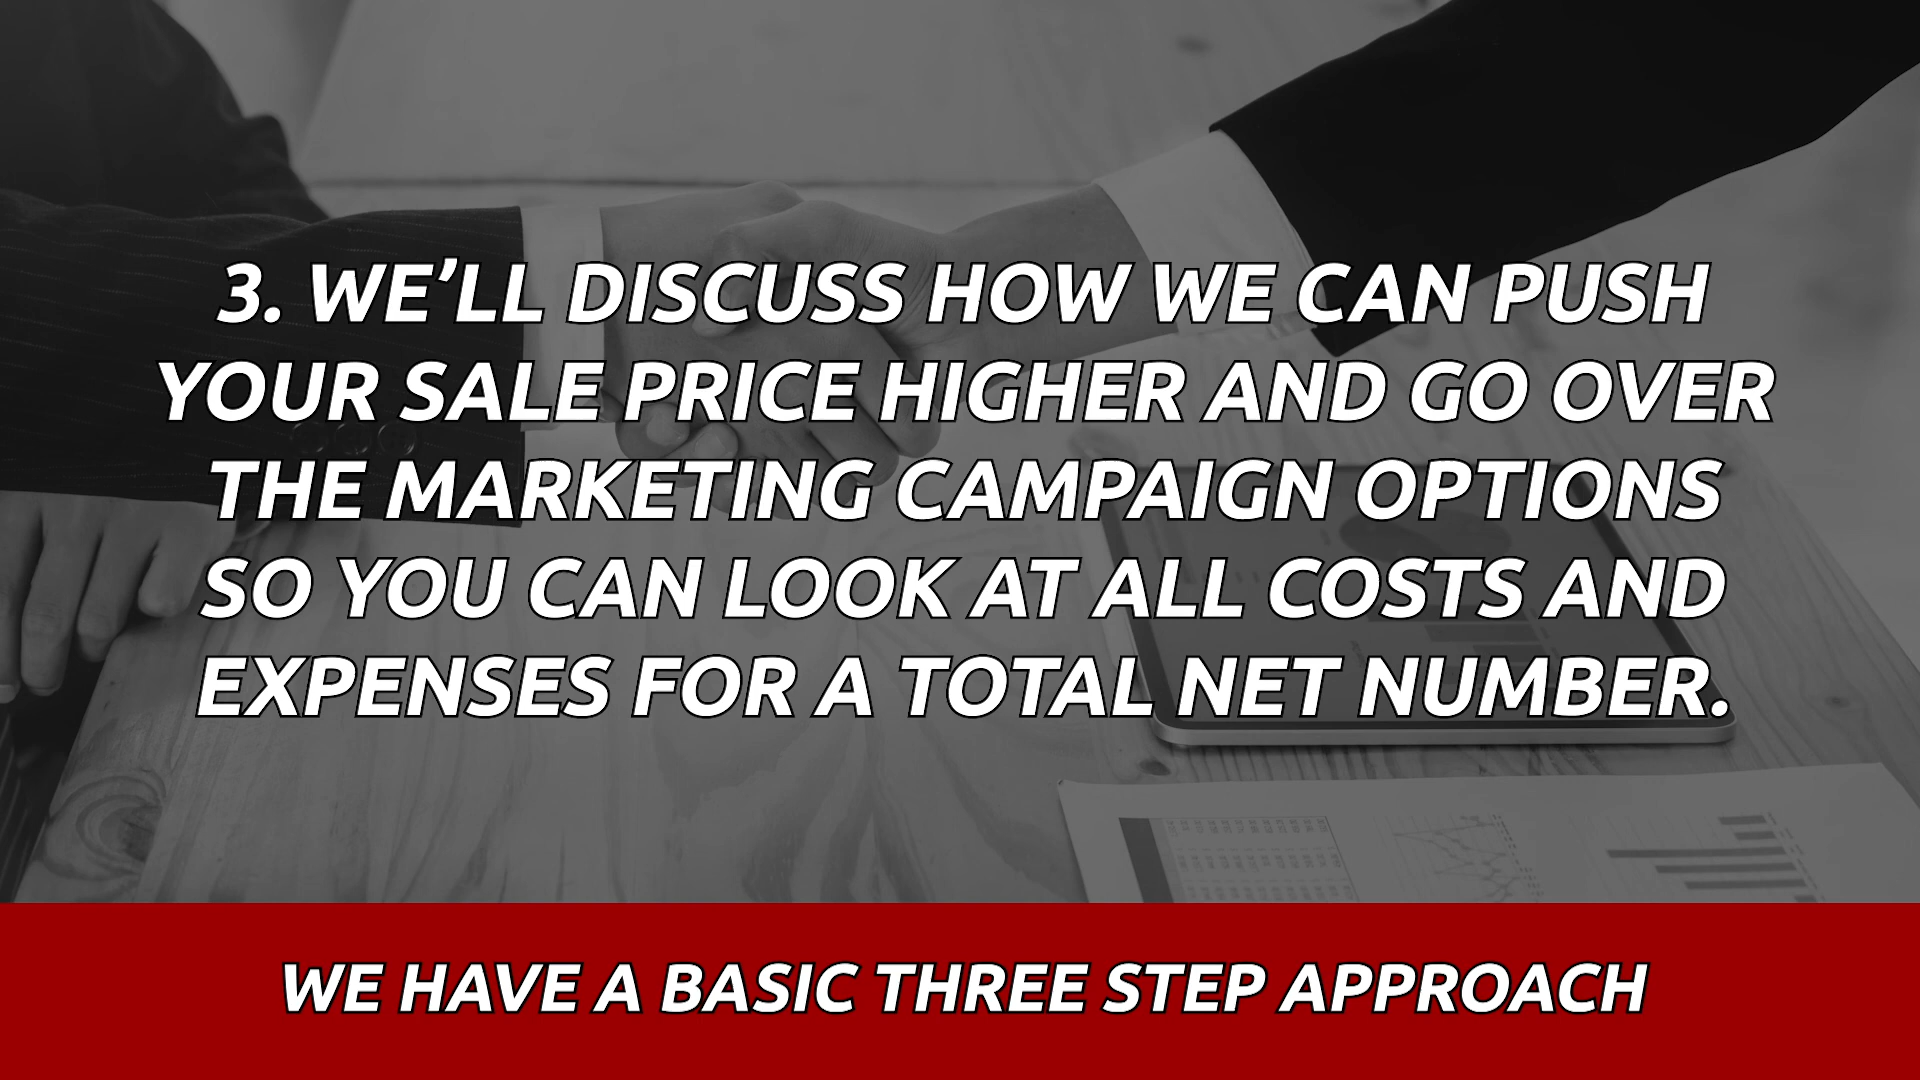 3. WE’LL DISCUSS HOW WE CAN PUSH
YOUR SALE PRICE HIGHER AND GO OVER
THE MARKETING CAMPAIGN OPTIONS
SO YOU CAN LOOK AT ALL COSTS AND
EXPENSES FOR A TOTAL NET NUMBER.
WE HAVE A BASIC THREE STEP APPROACH